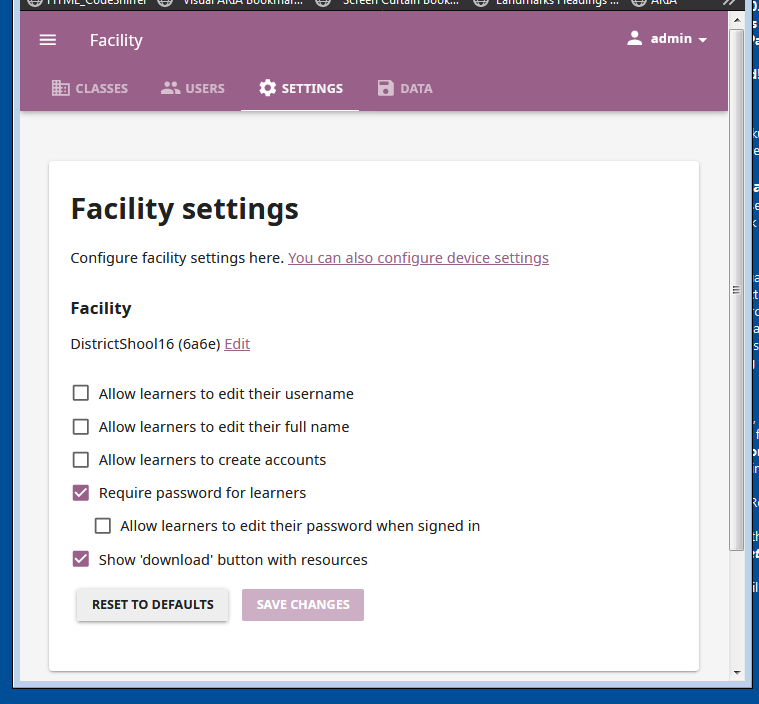 HTML_CodeSniffer Visual ARIA Bookmar... Screen Curtain Book... Landmarks Headings ... ARIA
Facility
admin
CLASSES USERS SETTINGS DATA
Facility settings
Configure facility settings here. You can also configure device settings
Facility
DistrictShool16 (6a6e) Edit
Allow learners to edit their username
Allow learners to edit their full name
Allow learners to create accounts
Require password for learners
Allow learners to edit their password when signed in
Show 'download' button with resources
RESET TO DEFAULTS SAVE CHANGES